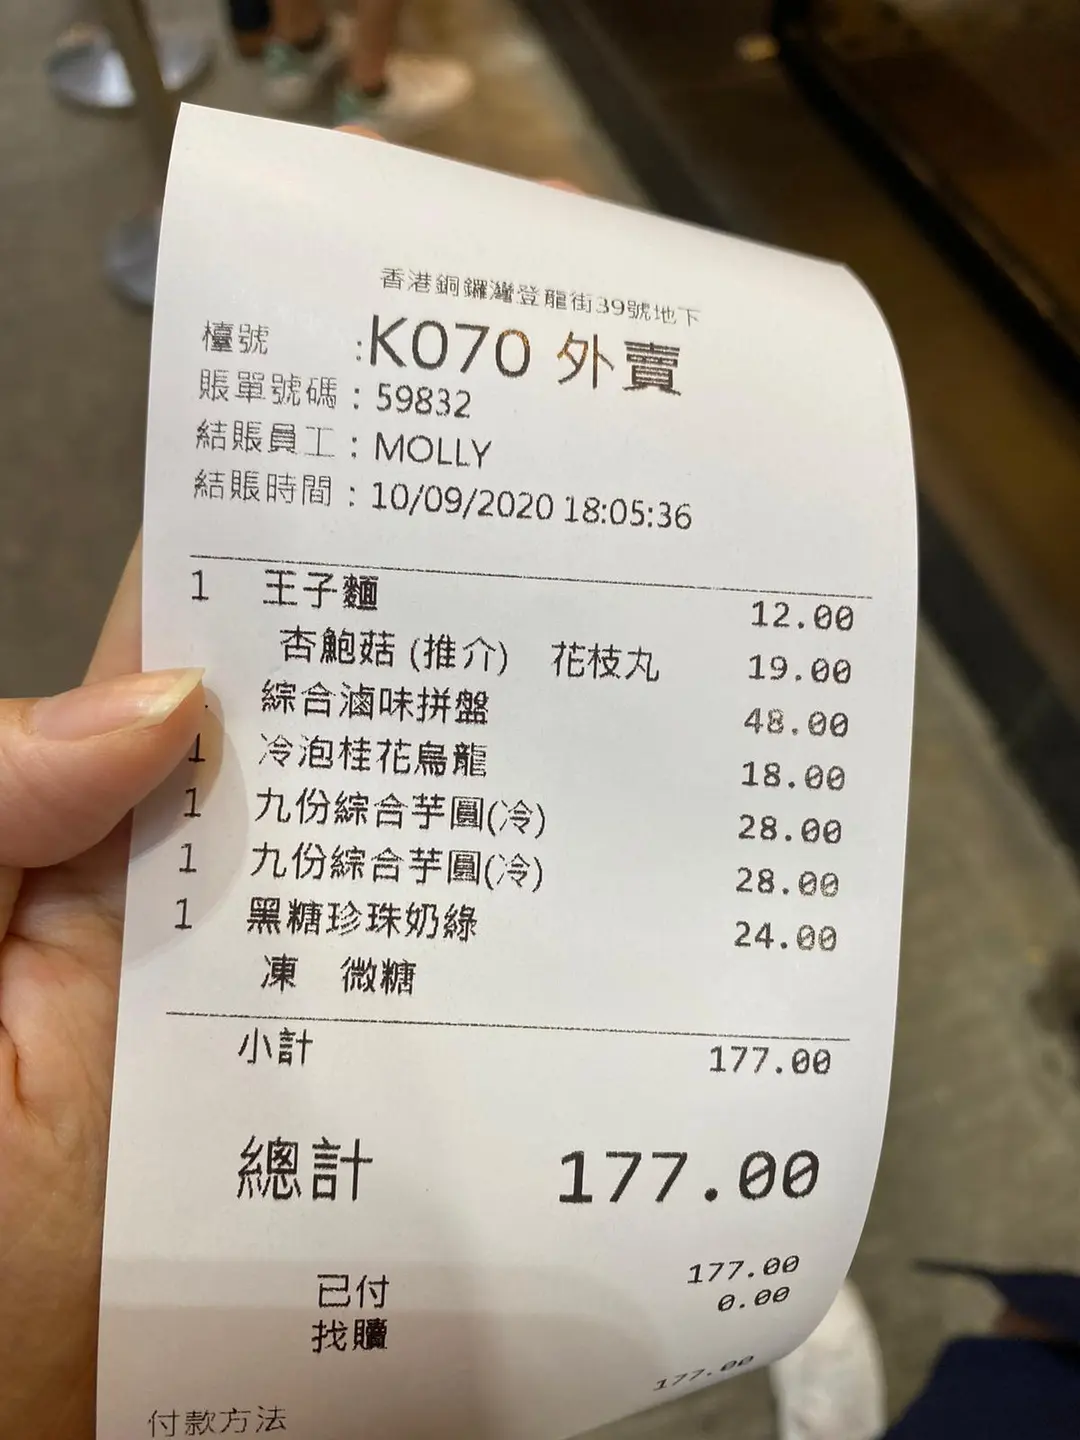 香港銅鑼灣登龍街39號地下
檯號 :K070 外賣
賬單號碼 : 59832
結賬員工 : MOLLY
結賬時間 : 10/09/2020 18:05:36
1 王子麵 12.00
杏鮑菇 (推介) 花枝丸 19.00
綜合滷味拼盤 48.00
1 冷泡桂花烏龍 18.00
1 九份綜合芋圓(冷) 28.00
1 九份綜合芋圓(冷) 28.00
1 黑糖珍珠奶綠 24.00
凍 微糖
小計 177.00
總計 177.00
已付 177.00
找贖 0.00
付款方法 177.00